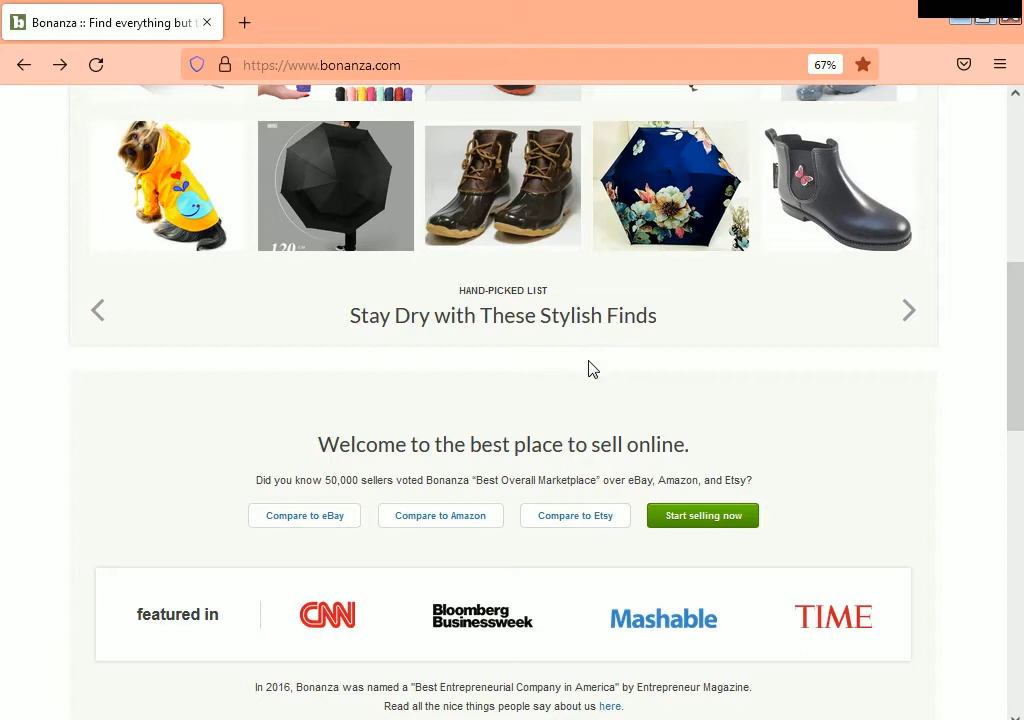 Bonanza :: Find everything but t
https://www.bonanza.com
67%
120 CM
HAND-PICKED LIST
Stay Dry with These Stylish Finds
Welcome to the best place to sell online.
Did you know 50,000 sellers voted Bonanza “Best Overall Marketplace” over eBay, Amazon, and Etsy?
Compare to eBay
Compare to Amazon
Compare to Etsy
Start selling now
featured in
CNN
Bloomberg
Businessweek
Mashable
TIME
In 2016, Bonanza was named a "Best Entrepreneurial Company in America" by Entrepreneur Magazine.
Read all the nice things people say about us here.